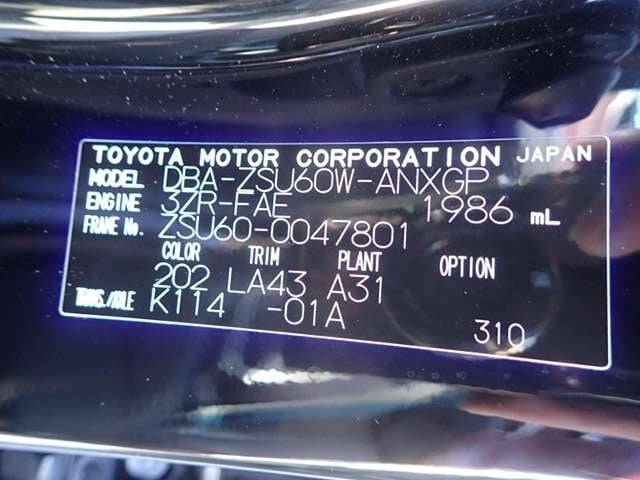 TOYOTA MOTOR CORPORATION JAPAN
MODEL DBA-ZSU60W-ANXGP
ENGINE 3ZR-FAE 1986 mL
FRAME No. ZSU60-0047801
COLOR TRIM PLANT OPTION
202 LA43 A31
TRANS./AXLE K114 -01A 310